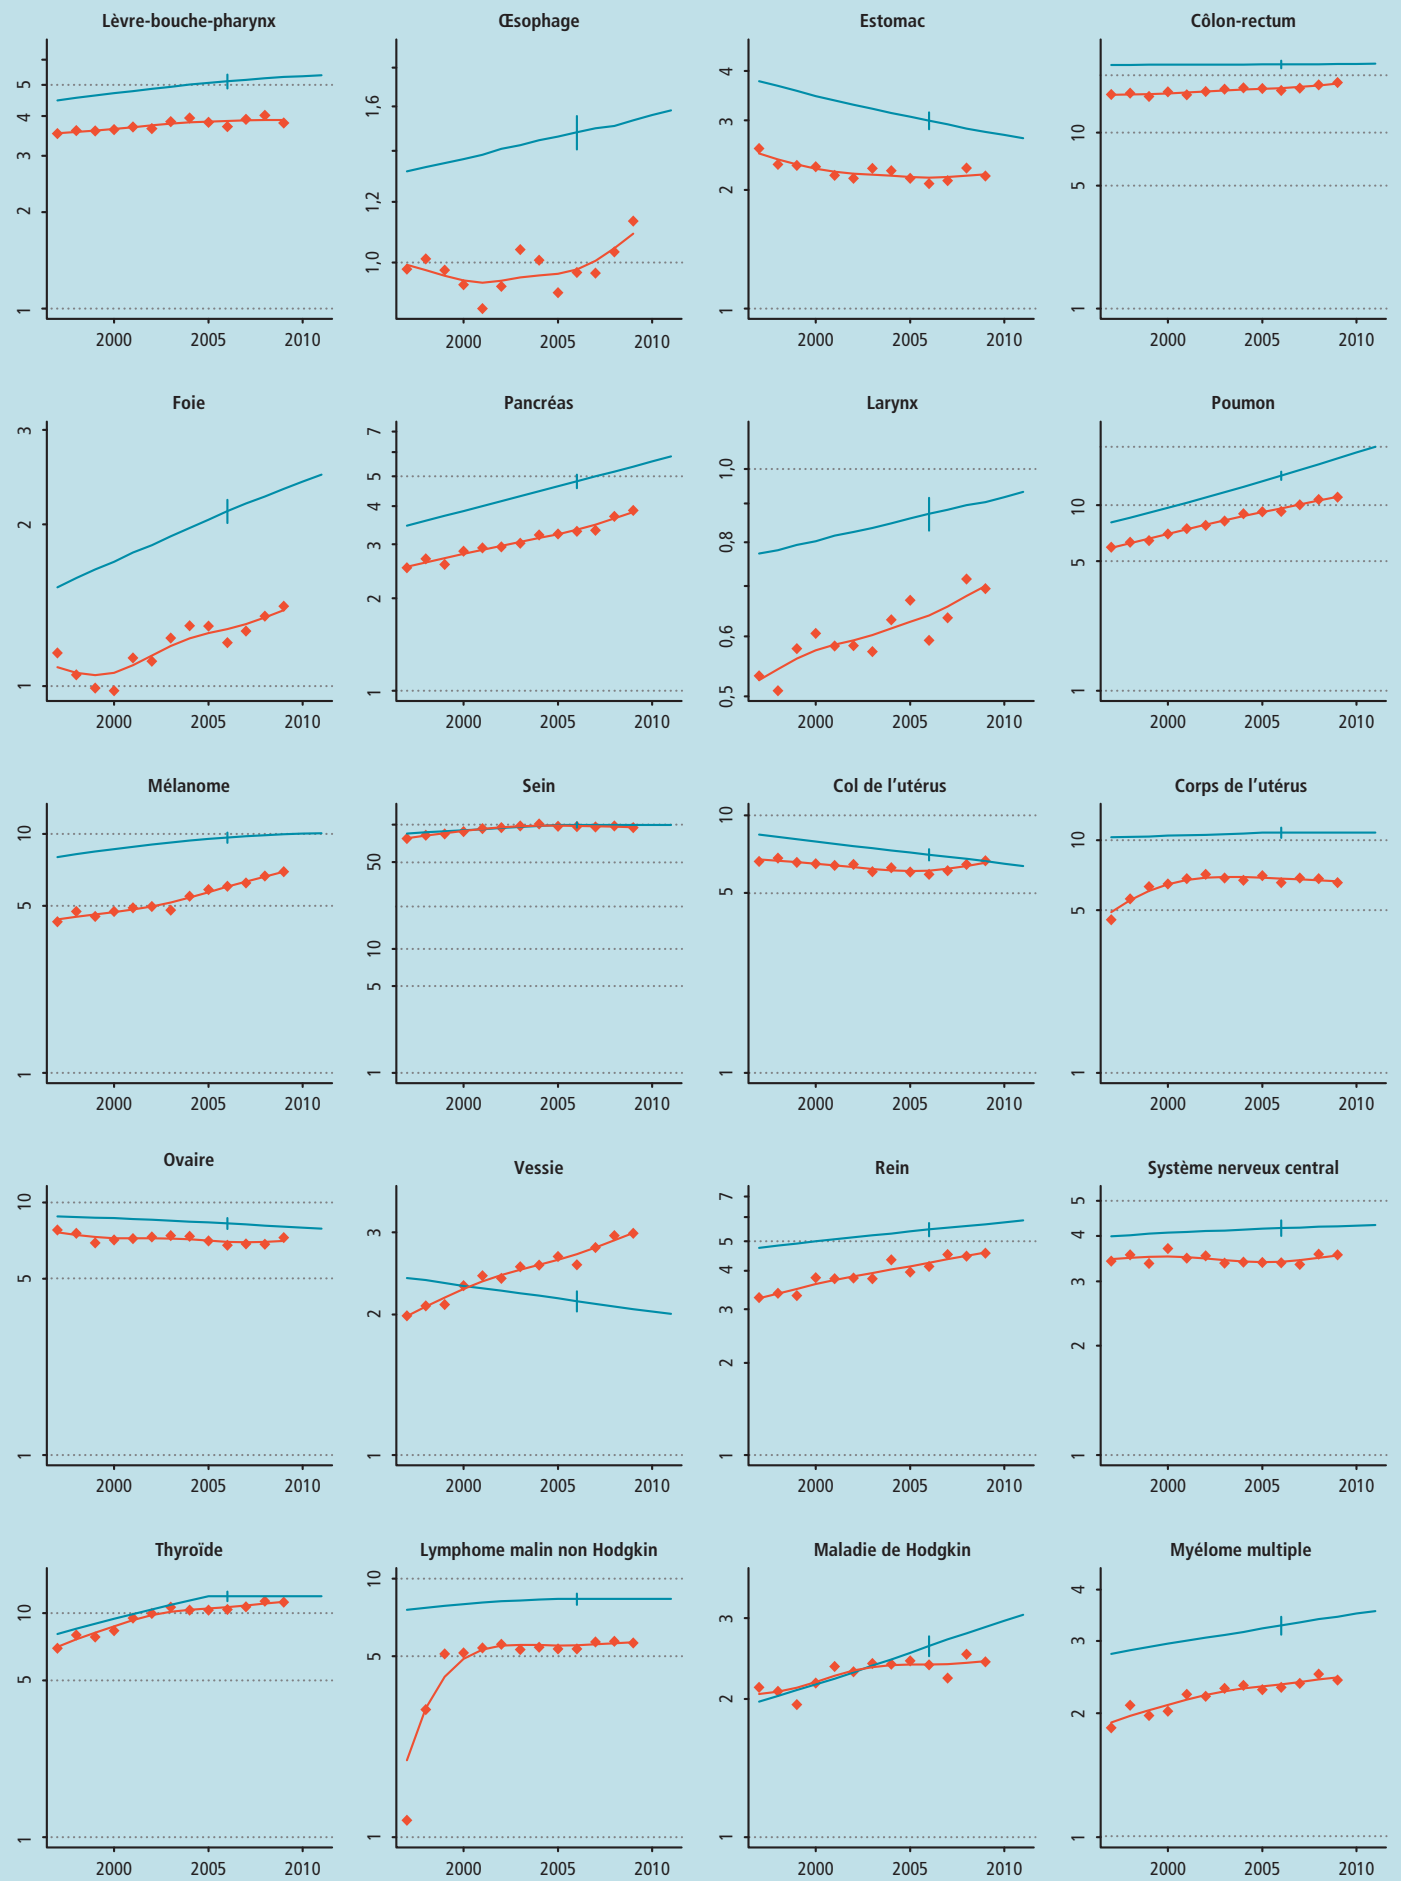 Lèvre-bouche-pharynx
5
4
3
2
1
2000 2005 2010
Œsophage
1,6
1,2
1,0
2000 2005 2010
Estomac
4
3
2
1
2000 2005 2010
Côlon-rectum
10
5
1
2000 2005 2010
Foie
3
2
1
2000 2005 2010
Pancréas
7
5
4
3
2
1
2000 2005 2010
Larynx
1,0
0,8
0,6
0,5
2000 2005 2010
Poumon
10
5
1
2000 2005 2010
Mélanome
10
5
1
2000 2005 2010
Sein
50
10
5
1
2000 2005 2010
Col de l’utérus
10
5
1
2000 2005 2010
Corps de l’utérus
10
5
1
2000 2005 2010
Ovaire
10
5
1
2000 2005 2010
Vessie
3
2
1
2000 2005 2010
Rein
7
5
4
3
2
1
2000 2005 2010
Système nerveux central
5
4
3
2
1
2000 2005 2010
Thyroïde
10
5
1
2000 2005 2010
Lymphome malin non Hodgkin
10
5
1
2000 2005 2010
Maladie de Hodgkin
3
2
1
2000 2005 2010
Myélome multiple
4
3
2
1
2000 2005 2010